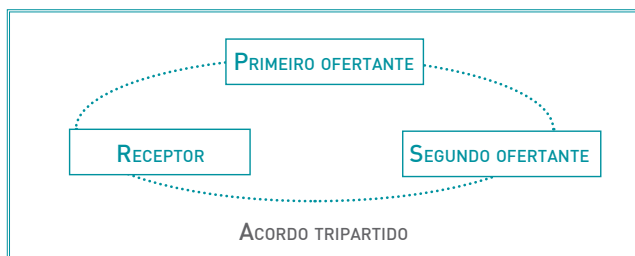 Primeiro ofertante
Receptor
Segundo ofertante
Acordo tripartido